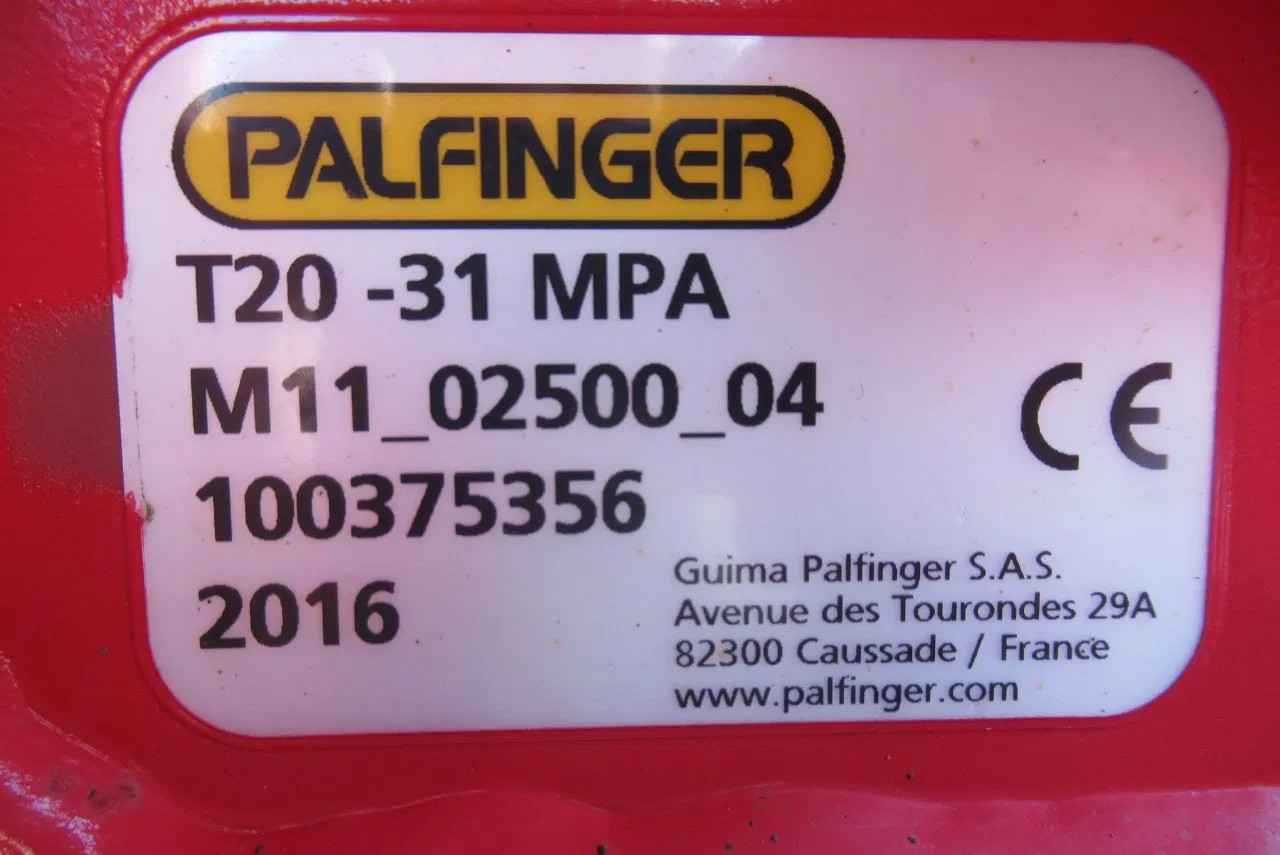 PALFINGER
T20 -31 MPA
M11_02500_04
CE
100375356
2016
Guima Palfinger S.A.S.
Avenue des Tourondes 29A
82300 Caussade / France
www.palfinger.com